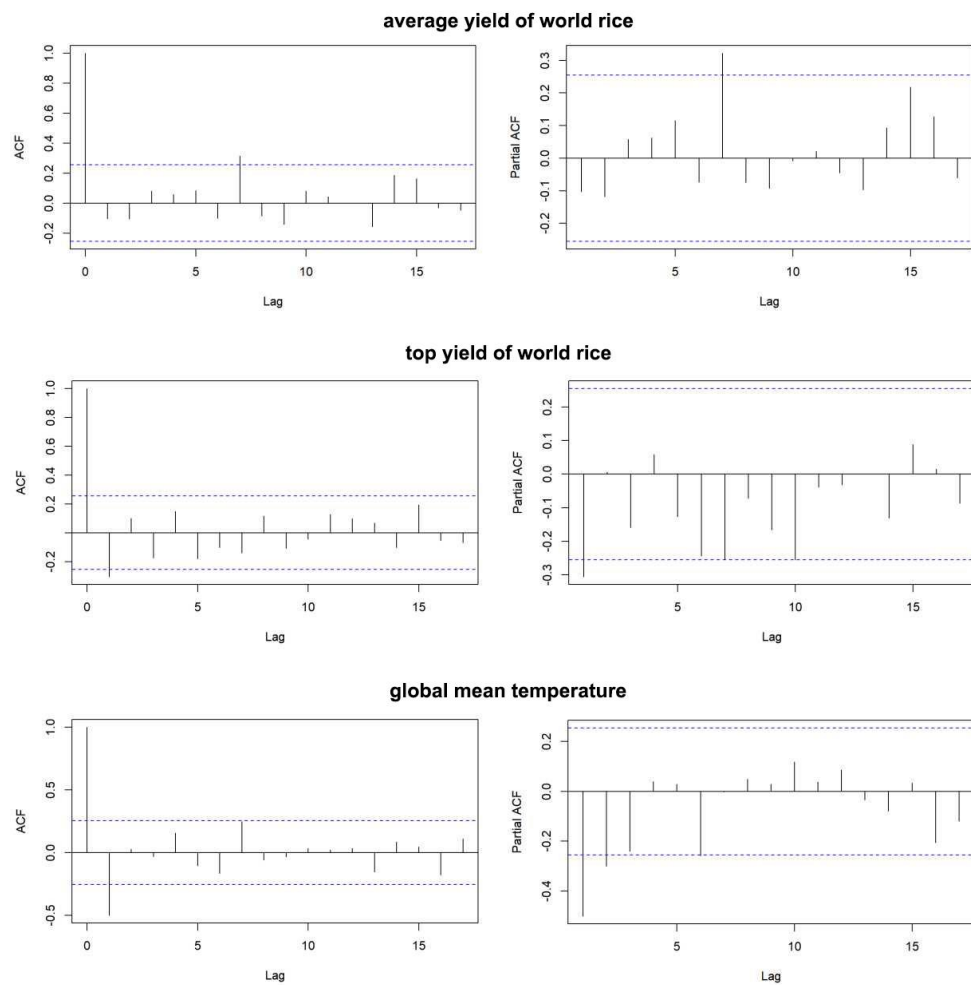 average yield of world rice
ACF
-0.2 0.0 0.2 0.4 0.6 0.8 1.0
0 5 10 15
Lag
Partial ACF
-0.2 -0.1 0.0 0.1 0.2 0.3
5 10 15
Lag
top yield of world rice
ACF
-0.2 0.2 0.4 0.6 0.8 1.0
0 5 10 15
Lag
Partial ACF
-0.3 -0.2 -0.1 0.0 0.1 0.2
5 10 15
Lag
global mean temperature
ACF
-0.5 0.0 0.5 1.0
0 5 10 15
Lag
Partial ACF
-0.4 -0.2 0.0 0.2
5 10 15
Lag